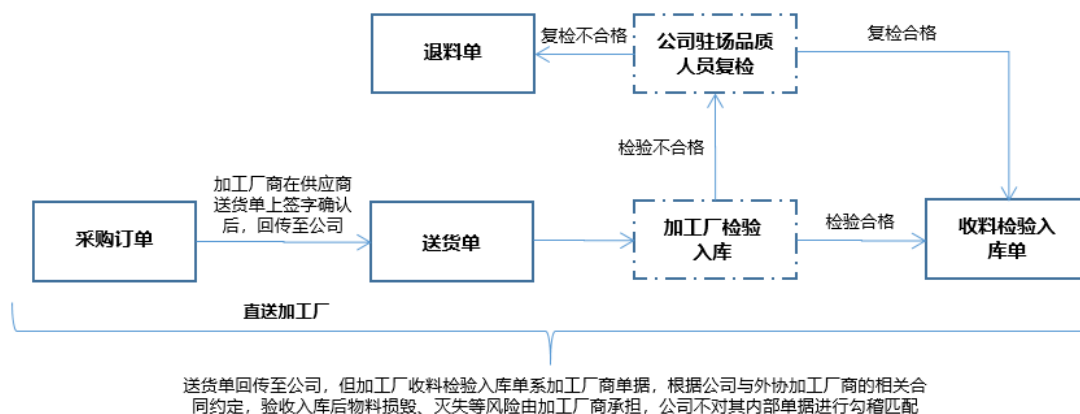 退料单
复检不合格
公司驻场品质
人员复检
复检合格
检验不合格
加工厂商在供应商
送货单上签字确认
后，回传至公司
采购订单
送货单
加工厂检验
入库
检验合格
收料检验入
库单
直送加工厂
送货单回传至公司，但加工厂收料检验入库单系加工厂商单据，根据公司与外协加工厂商的相关合
同约定，验收入库后物料损毁、灭失等风险由加工厂商承担，公司不对其内部单据进行勾稽匹配